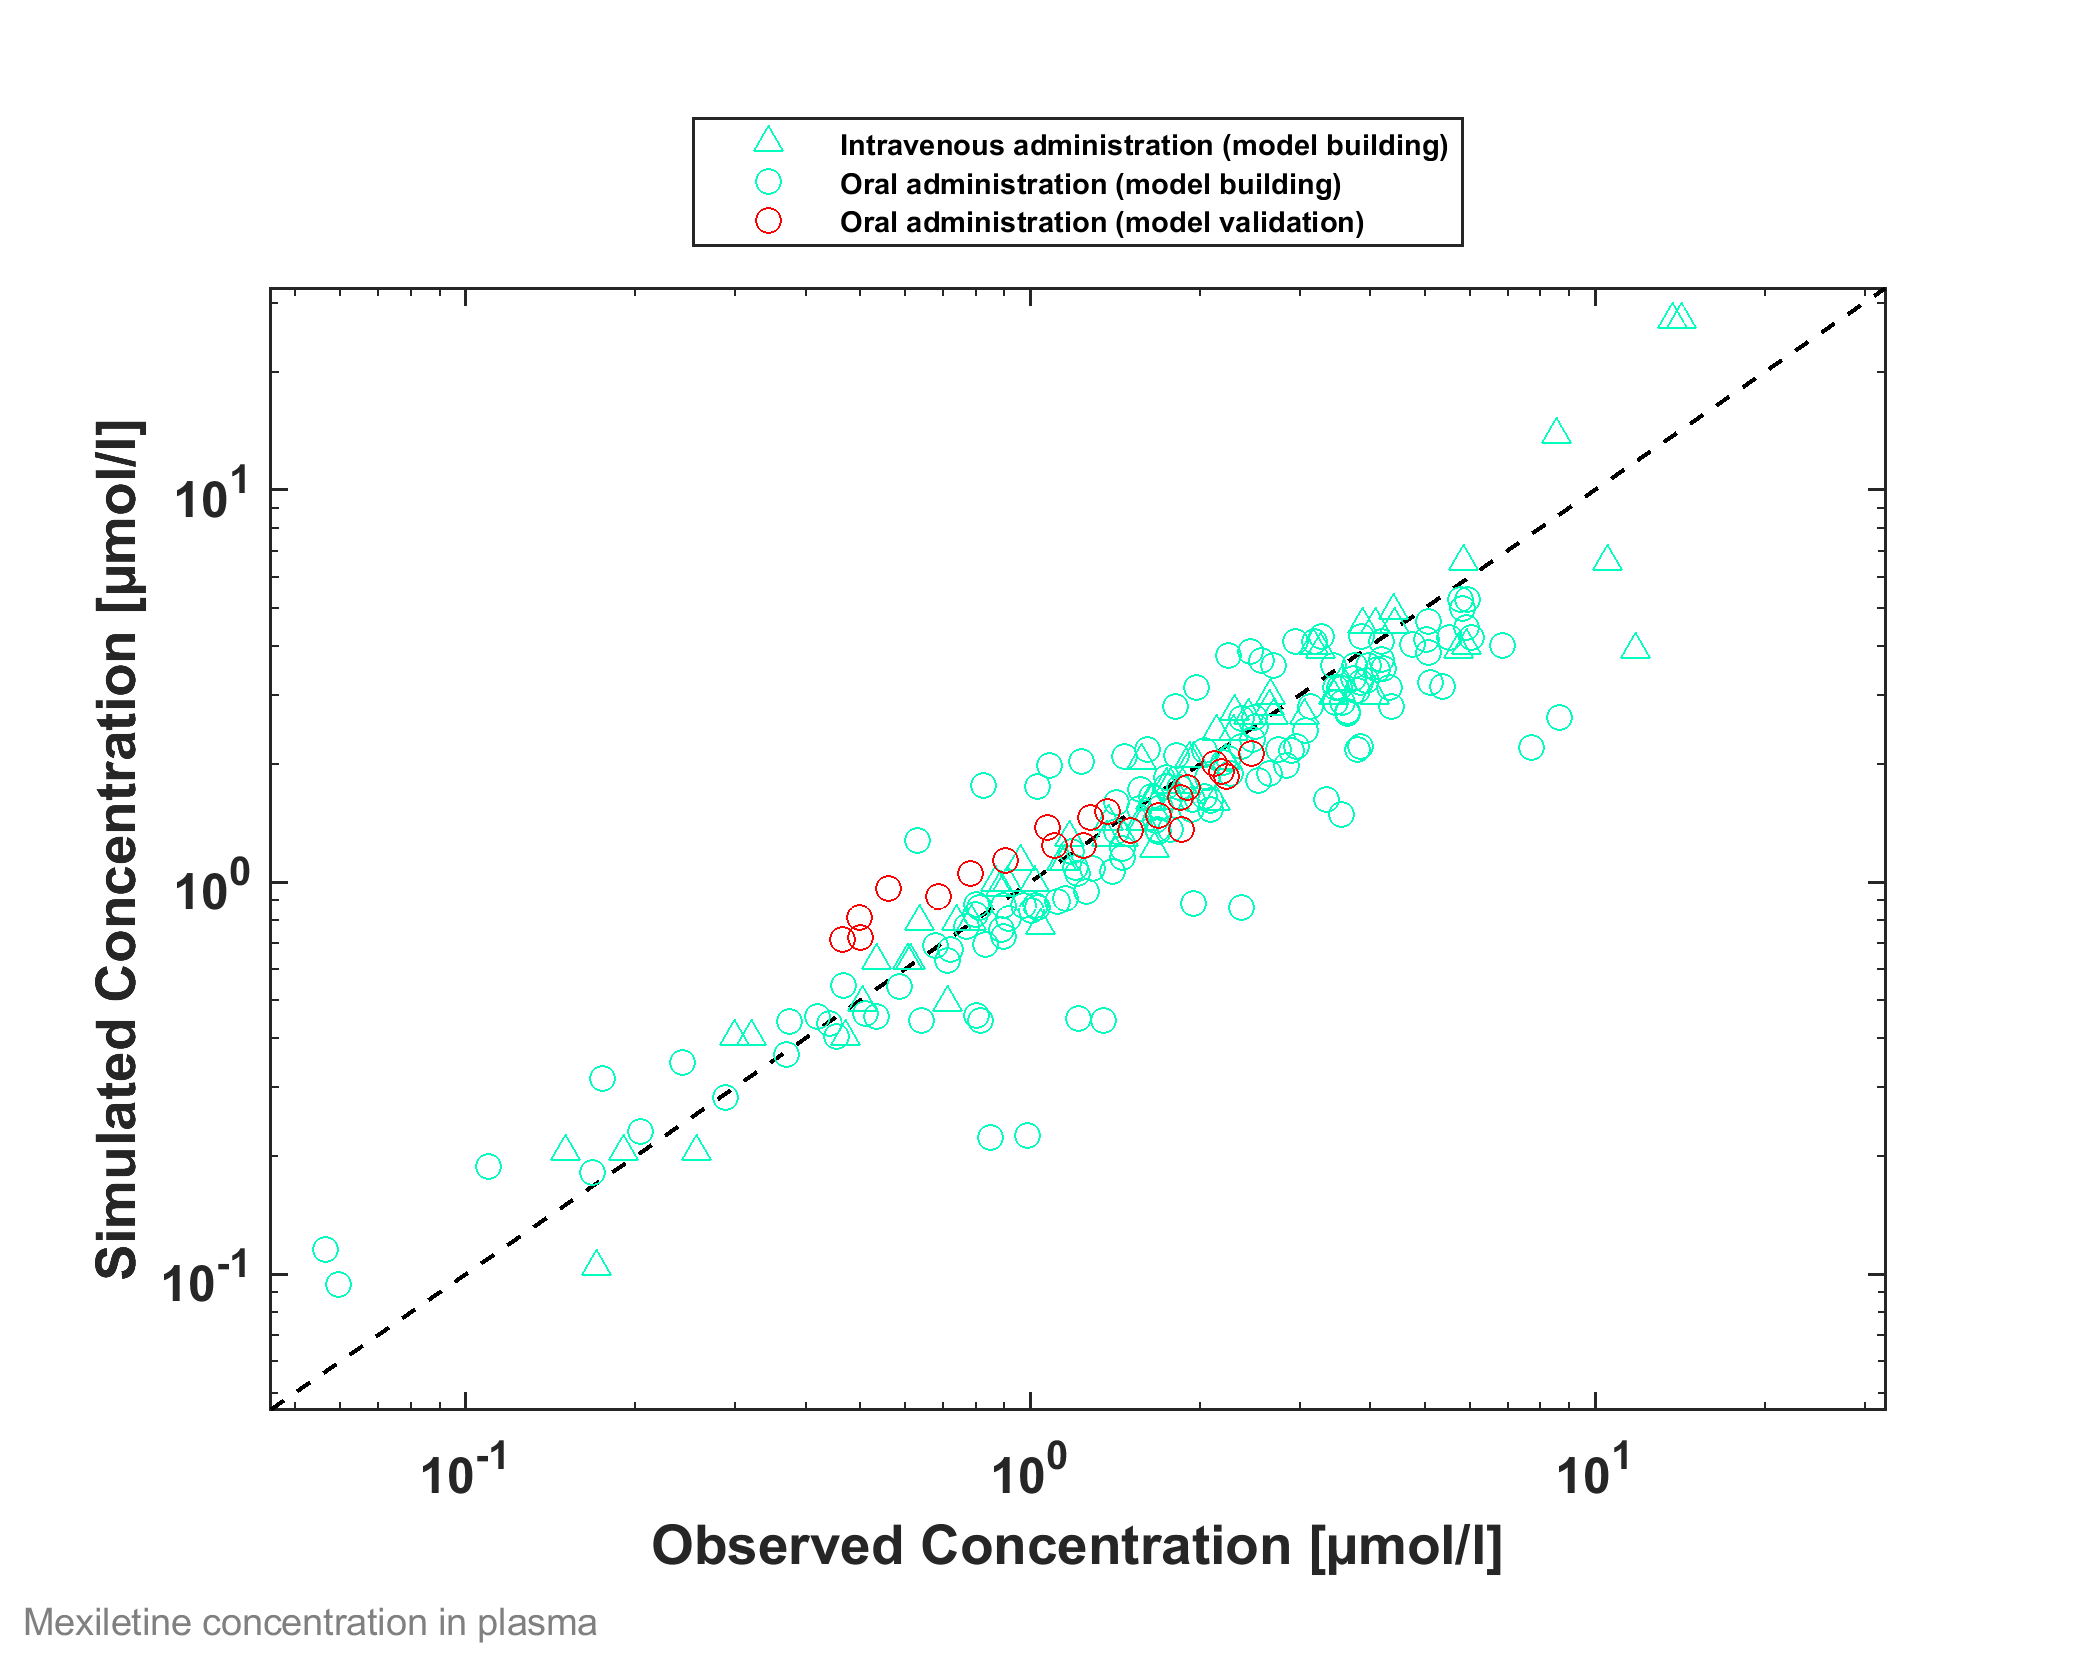 Intravenous administration (model building)
Oral administration (model building)
Oral administration (model validation)
Simulated Concentration [µmol/l]
10^1
10^0
10^-1
10^-1 10^0 10^1
Observed Concentration [µmol/l]
Mexiletine concentration in plasma